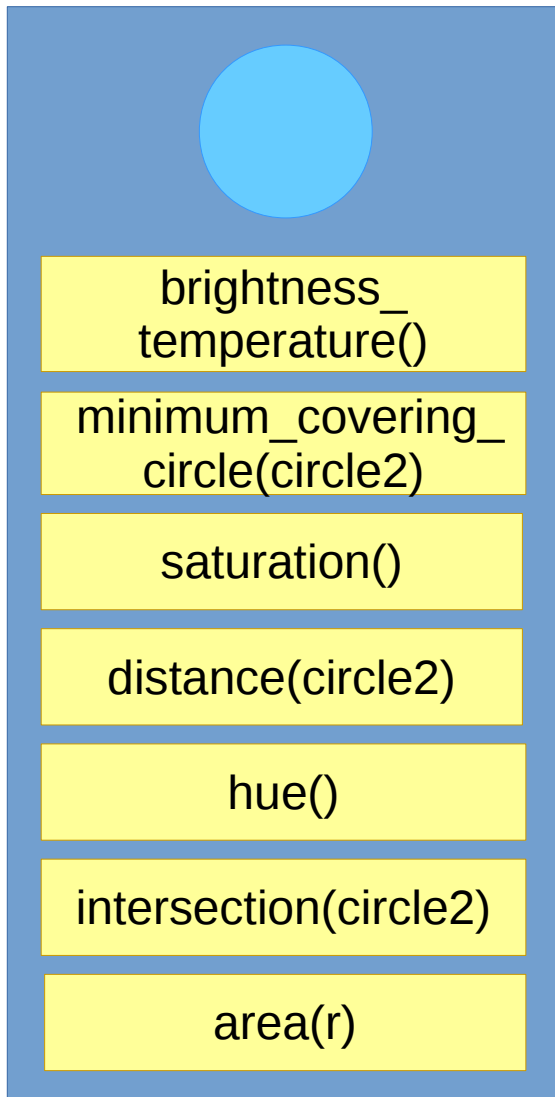 brightness_
temperature()
minimum_covering_
circle(circle2)
saturation()
distance(circle2)
hue()
intersection(circle2)
area(r)